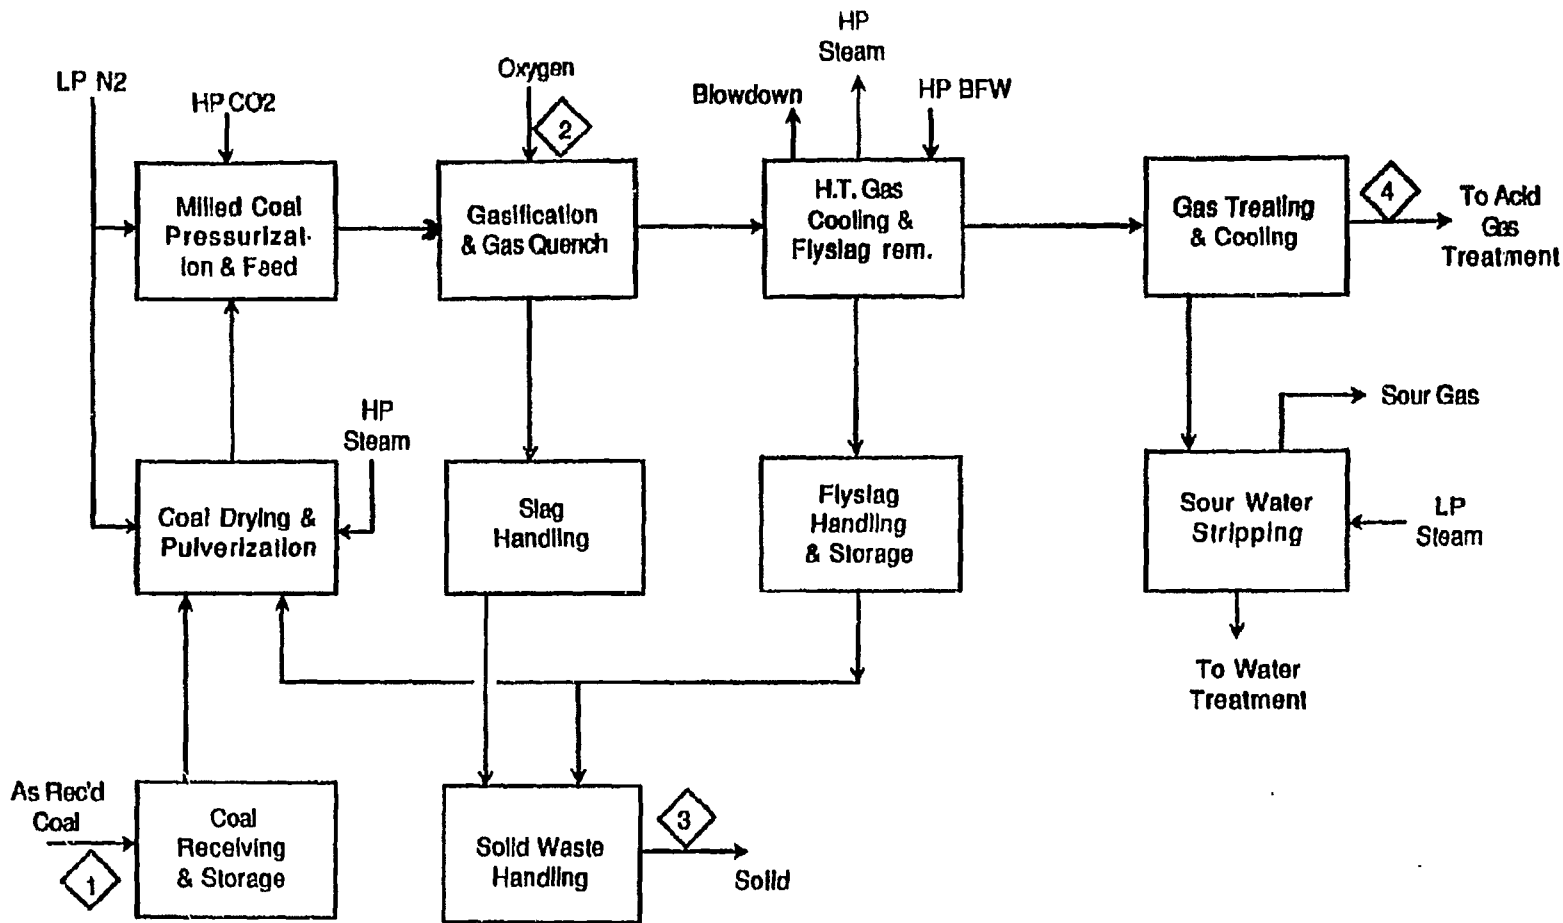 HP
Steam
LP N2
Oxygen
HP CO2
Blowdown
HP BFW
2
Milled Coal
Pressurizat-
ion & Feed
Gasification
& Gas Quench
H.T. Gas
Cooling &
Flyslag rem.
Gas Treating
& Cooling
4
To Acid
Gas
Treatment
HP
Steam
Sour Gas
Coal Drying &
Pulverization
Slag
Handling
Flyslag
Handling
& Storage
Sour Water
Stripping
LP
Steam
To Water
Treatment
As Rec'd
Coal
1
Coal
Receiving
& Storage
Solid Waste
Handling
3
Solid